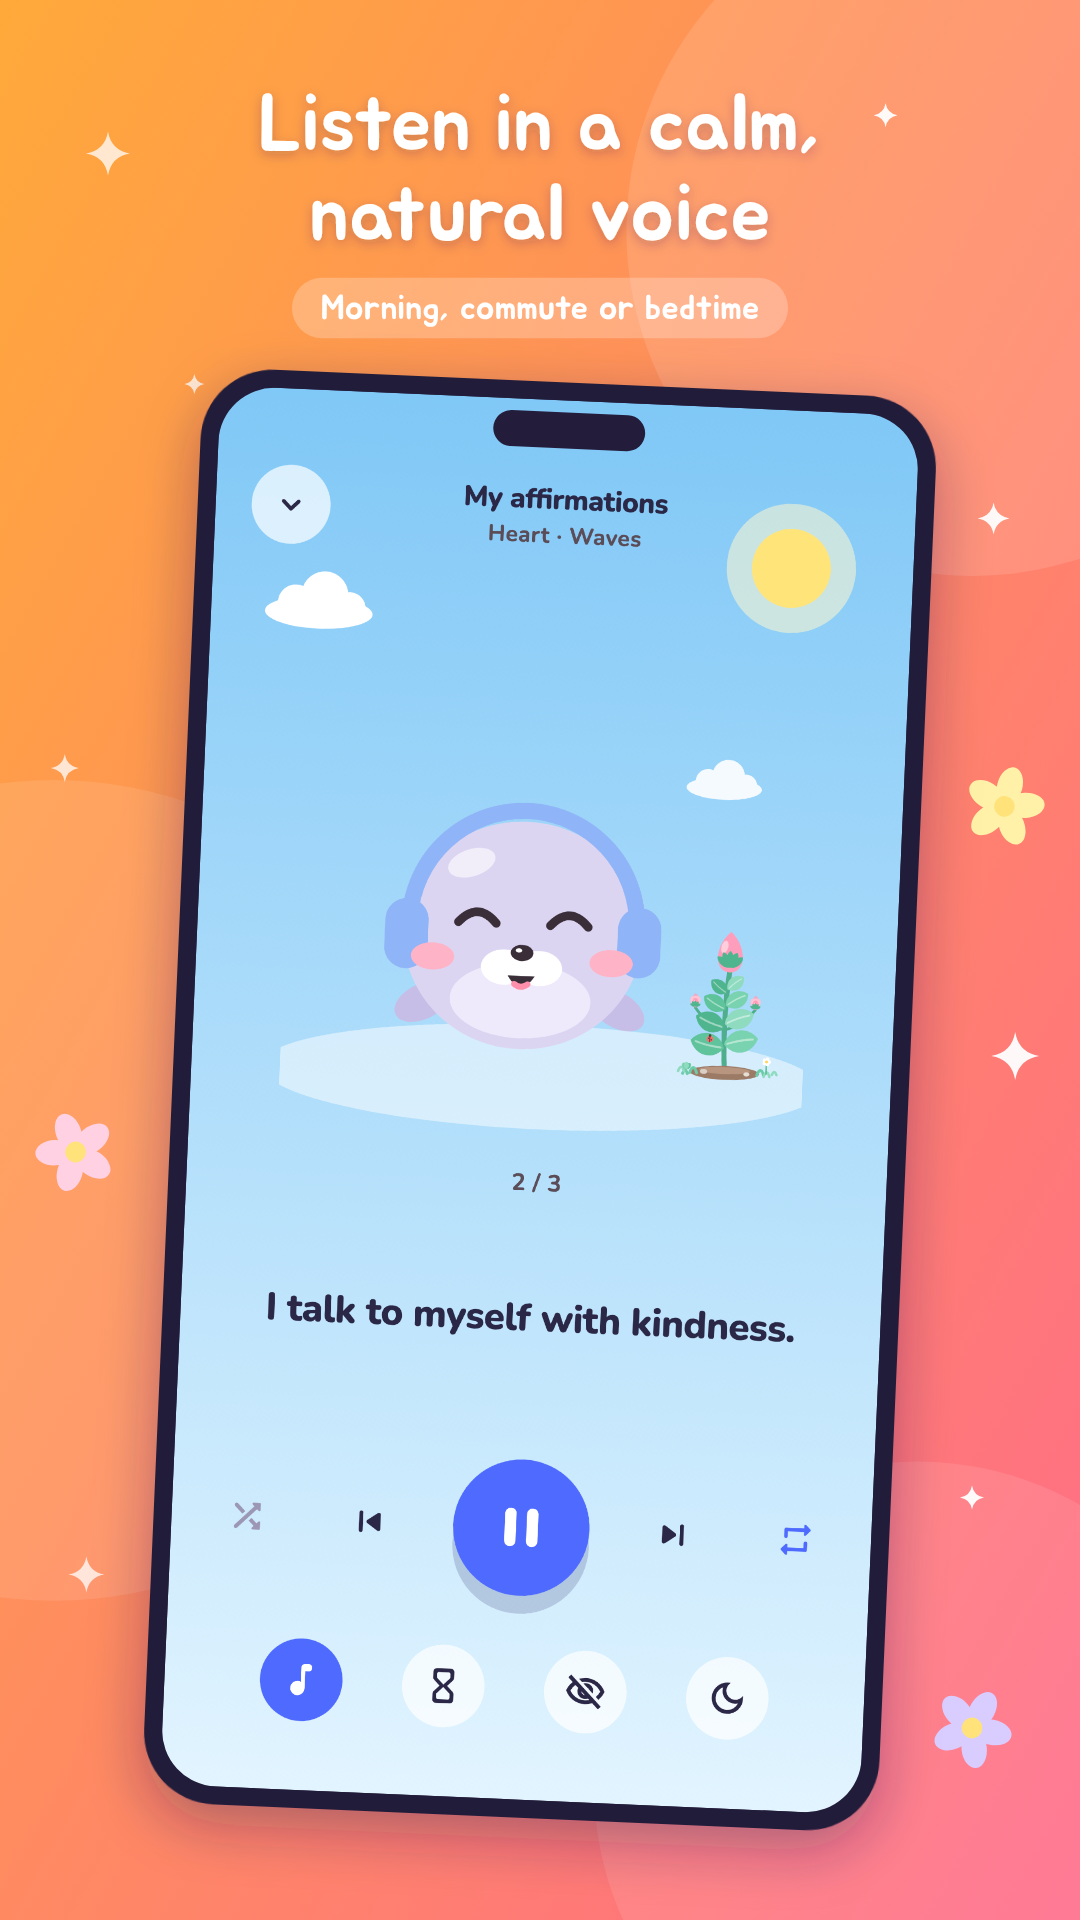 Listen in a calm,
natural voice
Morning, commute or bedtime
My affirmations
Heart · Waves
2 / 3
I talk to myself with kindness.